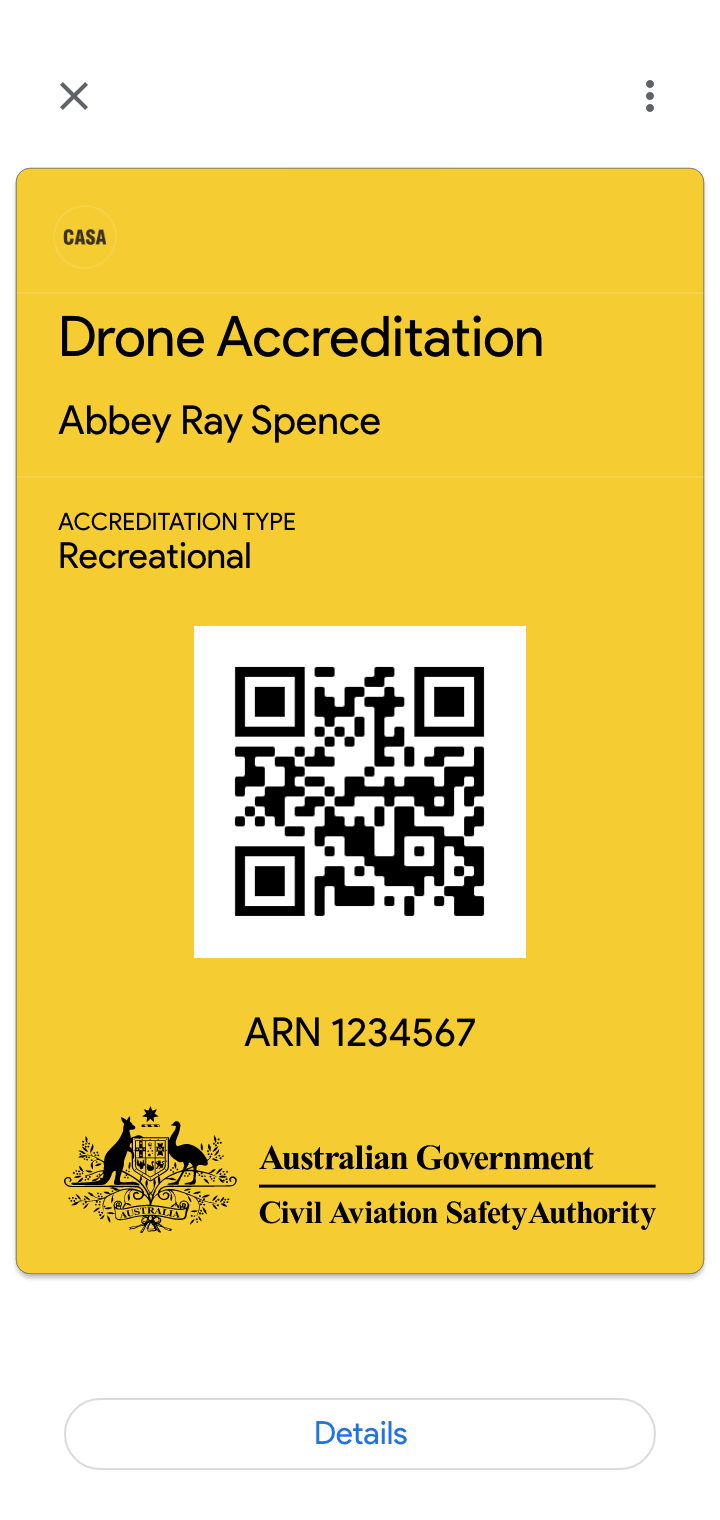 CASA
Drone Accreditation
Abbey Ray Spence
ACCREDITATION TYPE
Recreational
ARN 1234567
AUSTRALIA
Australian Government
Civil Aviation Safety Authority
Details